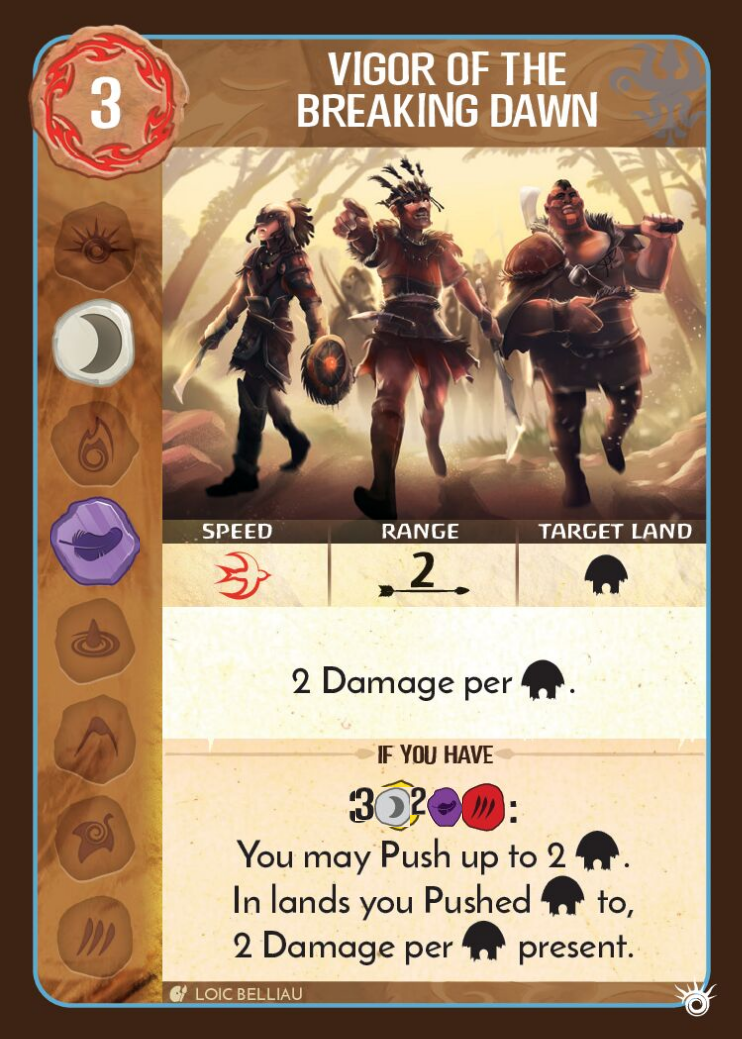 3
VIGOR OF THE
BREAKING DAWN
SPEED RANGE TARGET LAND
2
2 Damage per .
IF YOU HAVE
3 2 :
You may Push up to 2 .
In lands you Pushed to,
2 Damage per present.
LOIC BELLIAU